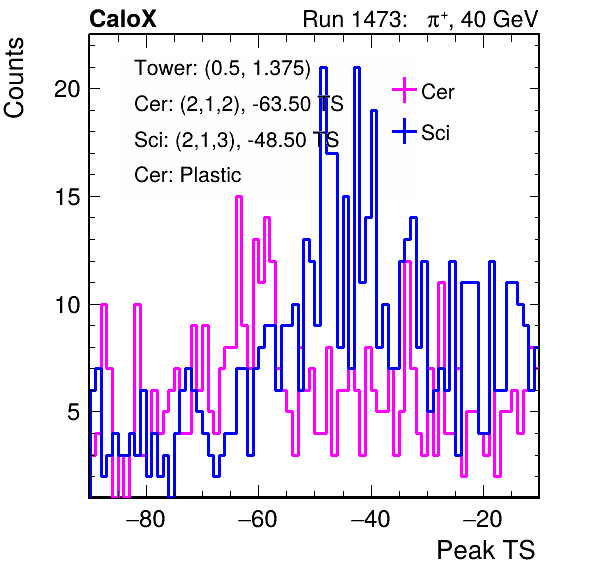 CaloX Run 1473: π⁺, 40 GeV
Counts
Tower: (0.5, 1.375)
Cer: (2,1,2), -63.50 TS
Sci: (2,1,3), -48.50 TS
Cer: Plastic
Cer
Sci
20
15
10
5
−80 −60 −40 −20
Peak TS